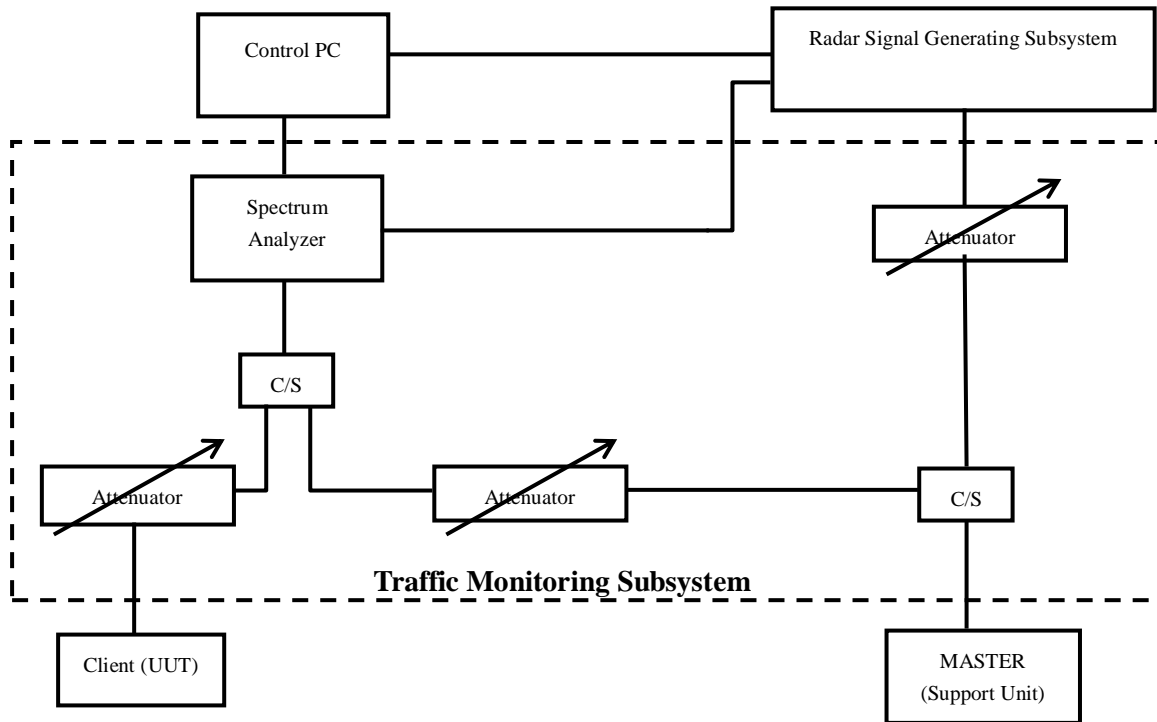 Control PC
Radar Signal Generating Subsystem
Spectrum
Analyzer
Attenuator
C/S
Attenuator
Attenuator
C/S
Traffic Monitoring Subsystem
Client (UUT)
MASTER
(Support Unit)